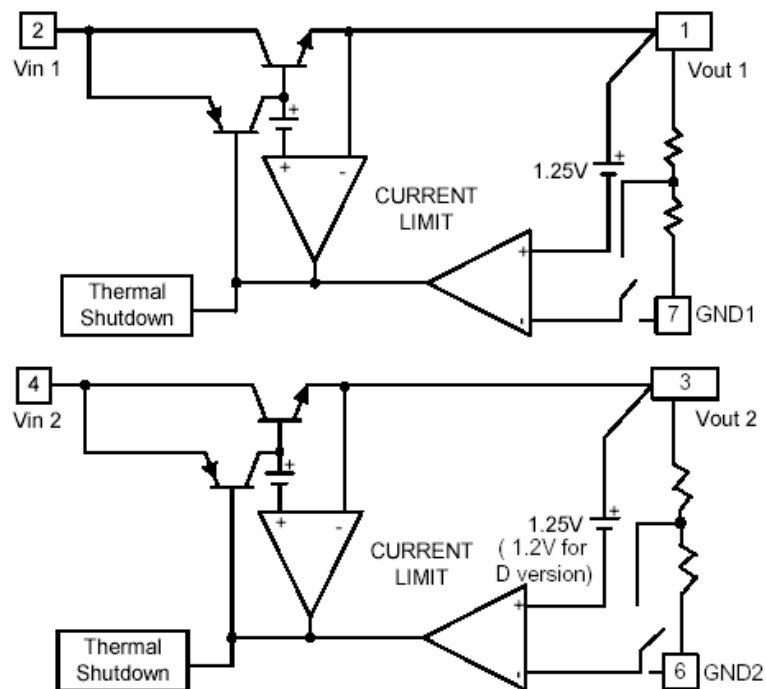 2
1
Vin 1
Vout 1
+
+
-
+
1.25V
CURRENT
LIMIT
+
-
Thermal
Shutdown
7
GND1
4
3
Vin 2
Vout 2
+
+
-
+
1.25V
( 1.2V for
D version)
CURRENT
LIMIT
+
-
Thermal
Shutdown
6
GND2